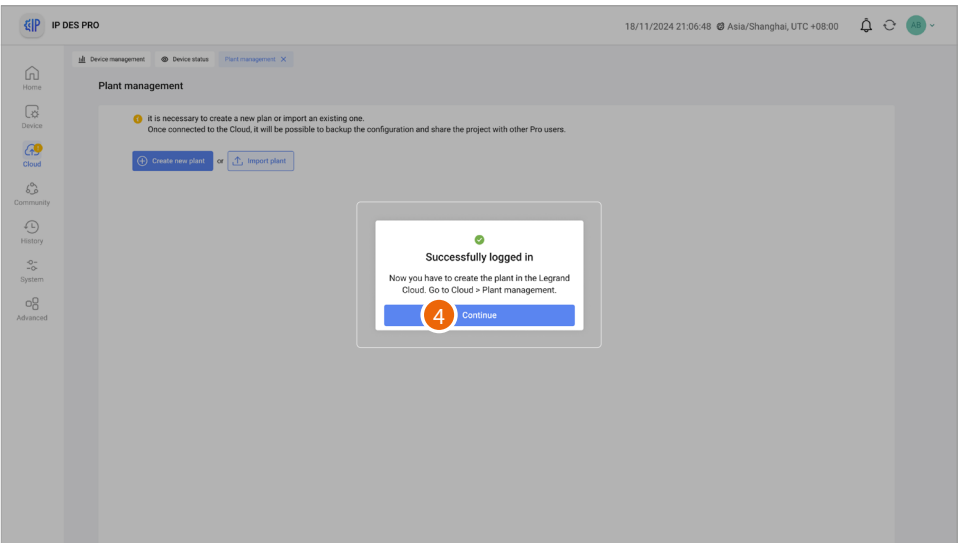 IP IP DES PRO
18/11/2024 21:06:48 Asia/Shanghai, UTC +08:00
AB
Device management Device status Plant management
Home
Plant management
Device
it is necessary to create a new plan or import an existing one.
Once connected to the Cloud, it will be possible to backup the configuration and share the project with other Pro users.
Cloud
Create new plant or Import plant
Community
History
System
Advanced
Successfully logged in
Now you have to create the plant in the Legrand
Cloud. Go to Cloud > Plant management.
4 Continue